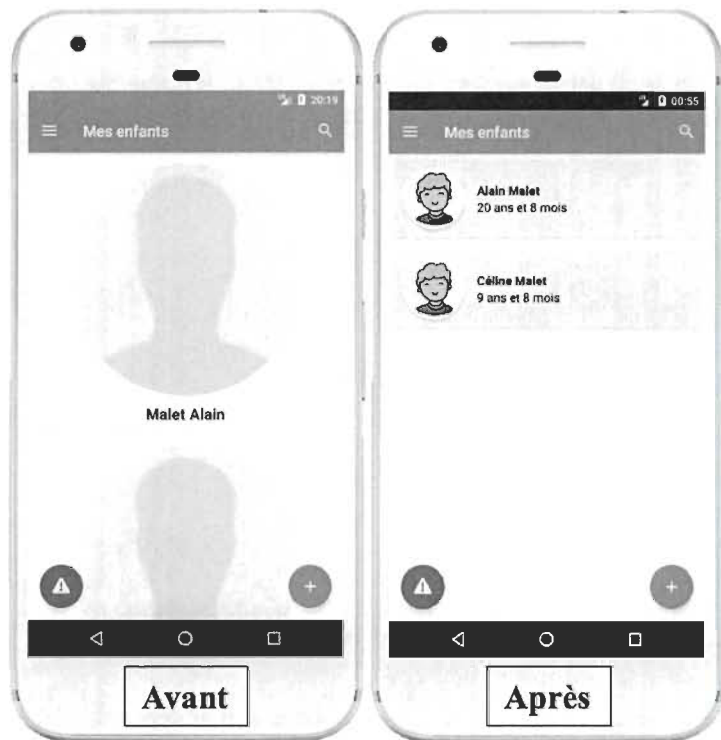 20:19
Mes enfants
Malet Alain
Avant
00:55
Mes enfants
Alain Malet
20 ans et 8 mois
Céline Malet
9 ans et 8 mois
Après